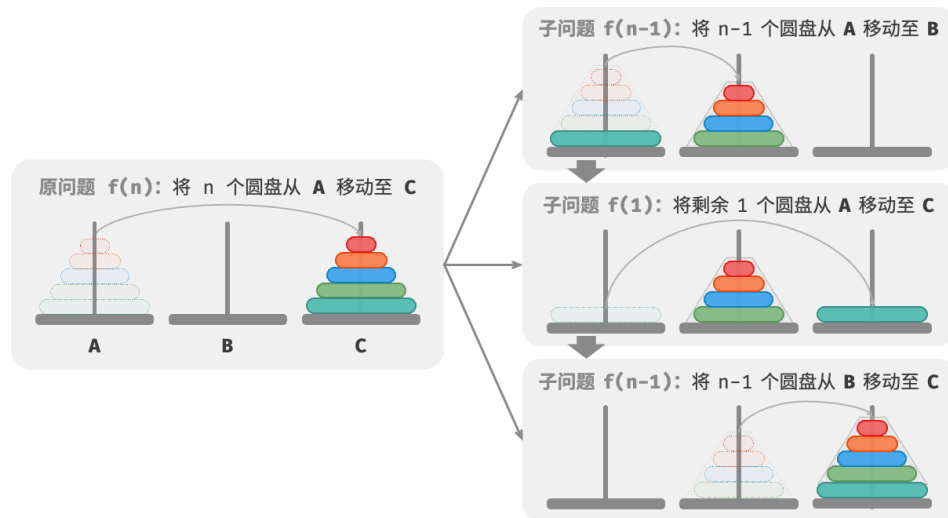 子问题 f(n-1)：将 n-1 个圆盘从 A 移动至 B
原问题 f(n)：将 n 个圆盘从 A 移动至 C
A B C
子问题 f(1)：将剩余 1 个圆盘从 A 移动至 C
子问题 f(n-1)：将 n-1 个圆盘从 B 移动至 C